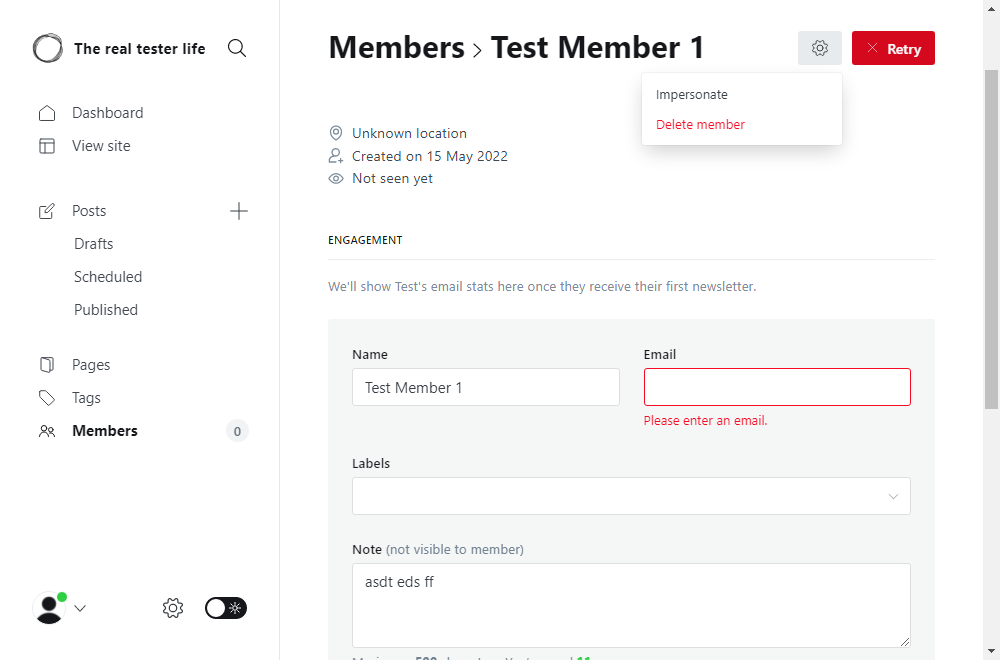 The real tester life
Dashboard
View site
Posts
Drafts
Scheduled
Published
Pages
Tags
Members 0
Members > Test Member 1
Retry
Impersonate
Delete member
Unknown location
Created on 15 May 2022
Not seen yet
ENGAGEMENT
We'll show Test's email stats here once they receive their first newsletter.
Name
Test Member 1
Email
Please enter an email.
Labels
Note (not visible to member)
asdt eds ff